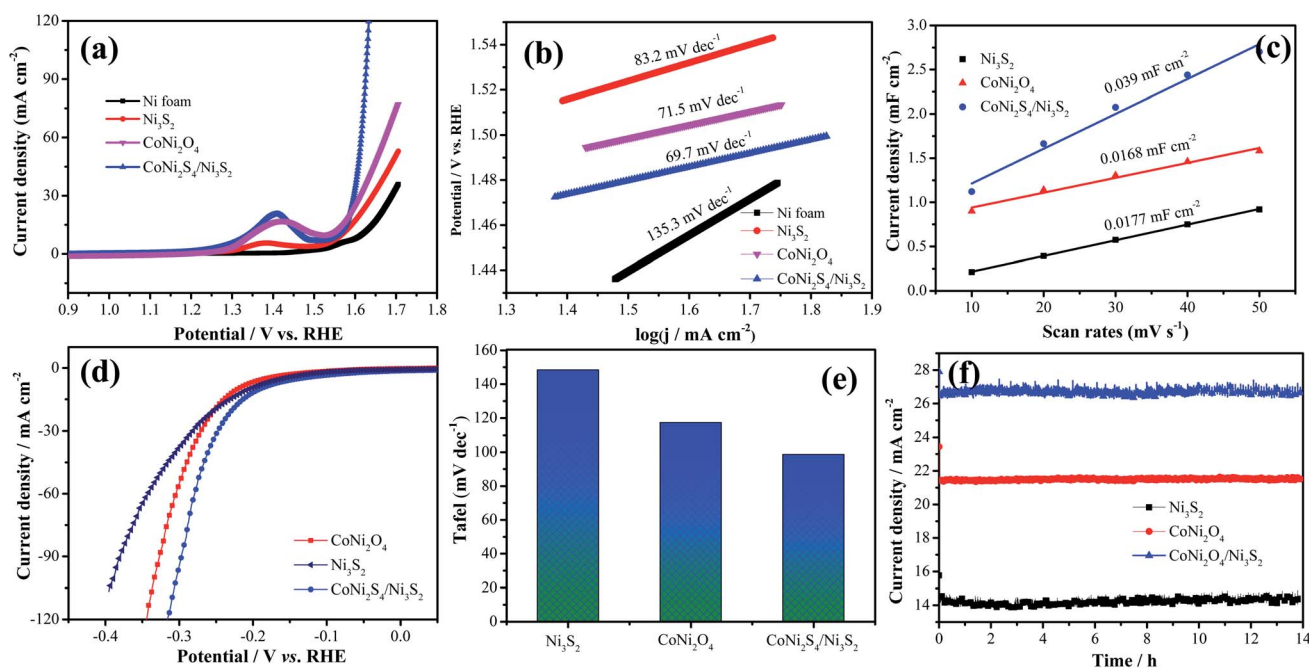 (a)
Ni foam
Ni₃S₂
CoNi₂O₄
CoNi₂S₄/Ni₃S₂
120
90
60
30
0
Current density (mA cm⁻²)
0.9 1.0 1.1 1.2 1.3 1.4 1.5 1.6 1.7
Potential / V vs. RHE
(b)
83.2 mV dec⁻¹
71.5 mV dec⁻¹
69.7 mV dec⁻¹
135.3 mV dec⁻¹
Ni foam
Ni₃S₂
CoNi₂O₄
CoNi₂S₄/Ni₃S₂
1.54
1.52
1.50
1.48
1.46
1.44
Potential / V vs. RHE
1.3 1.4 1.5 1.6 1.7 1.8 1.9
log(j / mA cm⁻²)
(c)
Ni₃S₂
CoNi₂O₄
CoNi₂S₄/Ni₃S₂
0.039 mF cm⁻²
0.0168 mF cm⁻²
0.0177 mF cm⁻²
3.0
2.5
2.0
1.5
1.0
0.5
0.0
Current density (mF cm⁻²)
10 20 30 40 50
Scan rates (mV s⁻¹)
(d)
CoNi₂O₄
Ni₃S₂
CoNi₂S₄/Ni₃S₂
0
-30
-60
-90
-120
Current density / mA cm⁻²
-0.4 -0.3 -0.2 -0.1 0.0
Potential / V vs. RHE
(e)
160
140
120
100
80
60
40
20
0
Tafel (mV dec⁻¹)
Ni₃S₂ CoNi₂O₄ CoNi₂S₄/Ni₃S₂
(f)
Ni₃S₂
CoNi₂O₄
CoNi₂O₄/Ni₃S₂
28
26
24
22
20
18
16
14
Current density / mA cm⁻²
0 2 4 6 8 10 12 14
Time / h